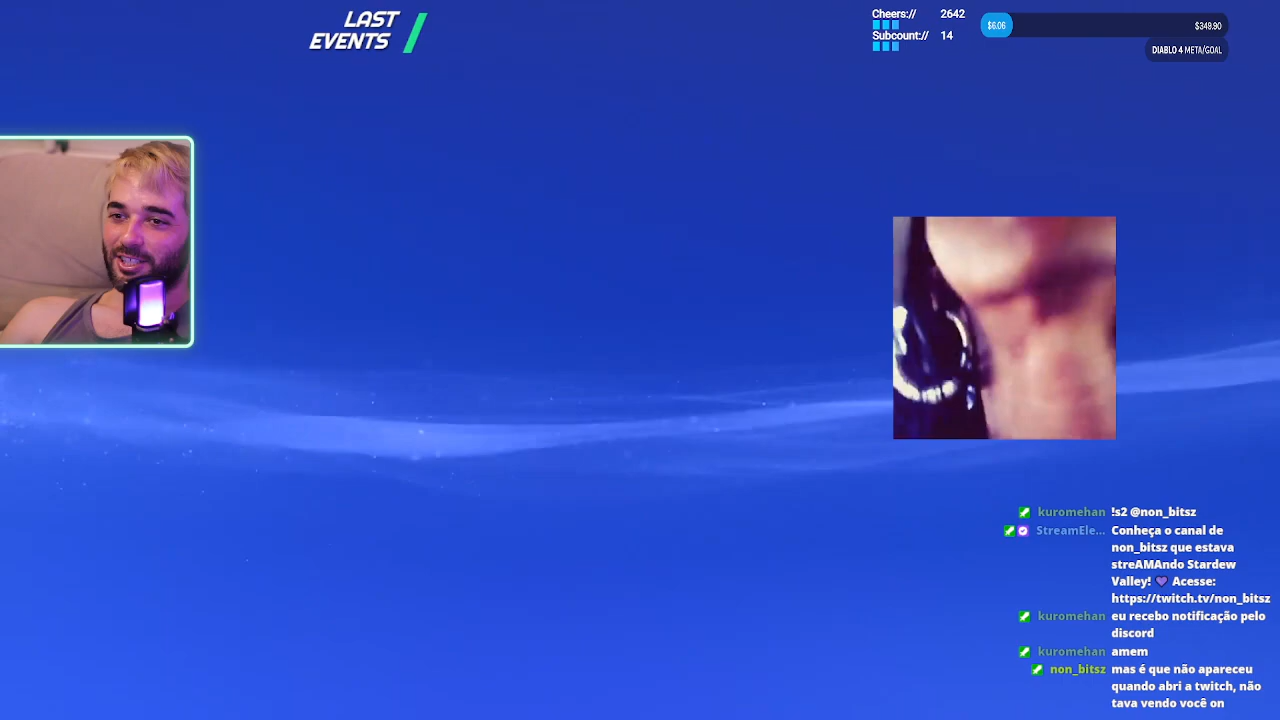 LAST
EVENTS
Cheers:// 2642
Subcount:// 14
$6.06 $349.90
DIABLO 4 META/GOAL
kuromehan !s2 @non_bitsz
StreamEle... Conheça o canal de
non_bitsz que estava
streAMAndo Stardew
Valley! 💜 Acesse:
https://twitch.tv/non_bitsz
kuromehan eu recebo notificação pelo
discord
kuromehan amem
non_bitsz mas é que não apareceu
quando abri a twitch, não
tava vendo você on